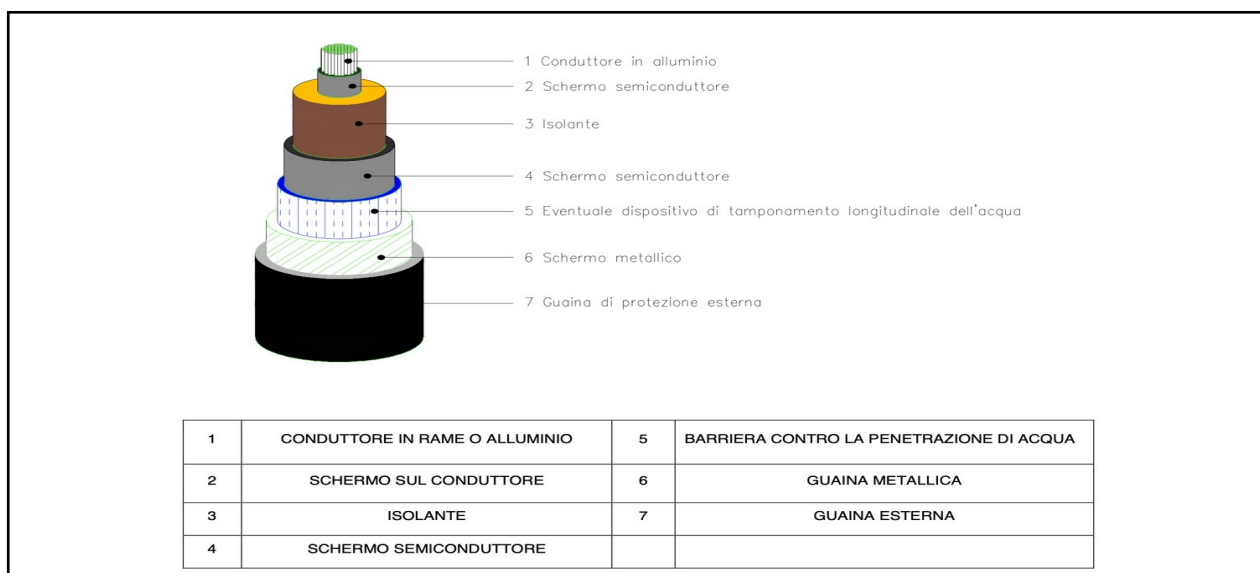 1 Conduttore in alluminio
2 Schermo semiconduttore
3 Isolante
4 Schermo semiconduttore
5 Eventuale dispositivo di tamponamento longitudinale dell'acqua
6 Schermo metallico
7 Guaina di protezione esterna
1 CONDUTTORE IN RAME O ALLUMINIO 5 BARRIERA CONTRO LA PENETRAZIONE DI ACQUA
2 SCHERMO SUL CONDUTTORE 6 GUAINA METALLICA
3 ISOLANTE 7 GUAINA ESTERNA
4 SCHERMO SEMICONDUTTORE